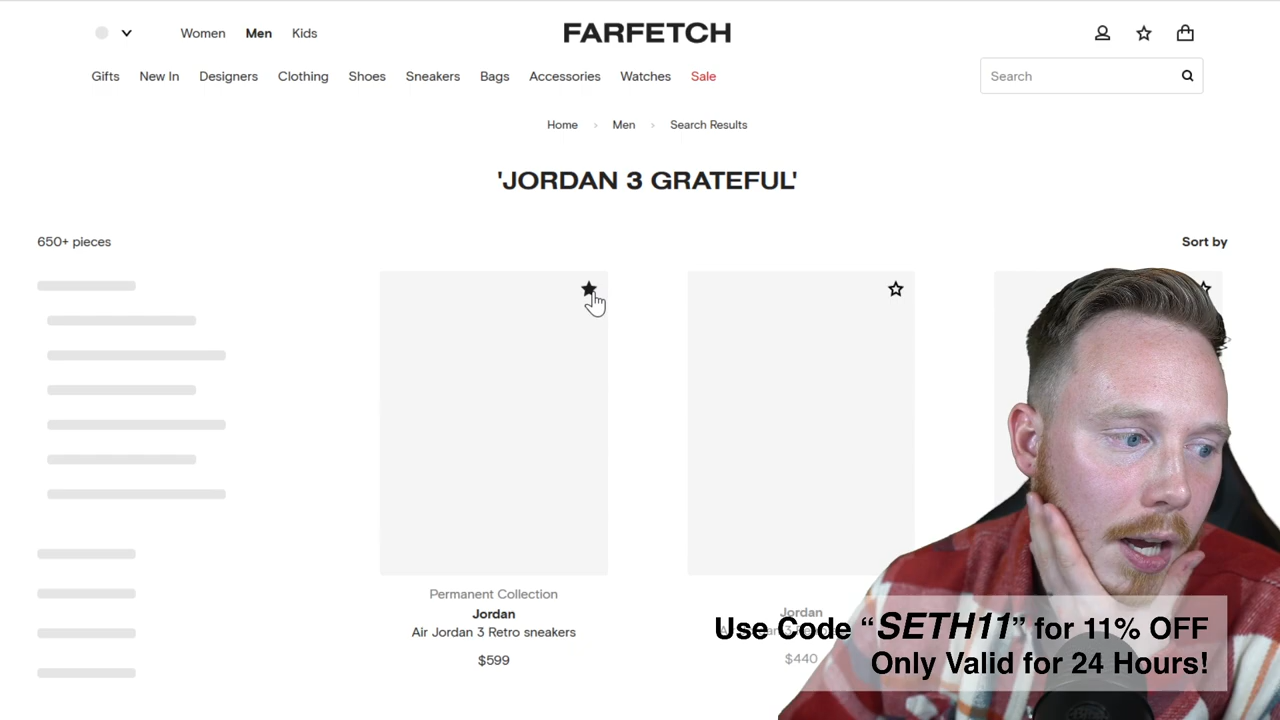 Women Men Kids
FARFETCH
Gifts New In Designers Clothing Shoes Sneakers Bags Accessories Watches Sale
Search
Home > Men > Search Results
'JORDAN 3 GRATEFUL'
650+ pieces
Sort by
Permanent Collection
Jordan
Air Jordan 3 Retro sneakers
$599
Jordan
$440
Use Code “SETH11” for 11% OFF
Only Valid for 24 Hours!